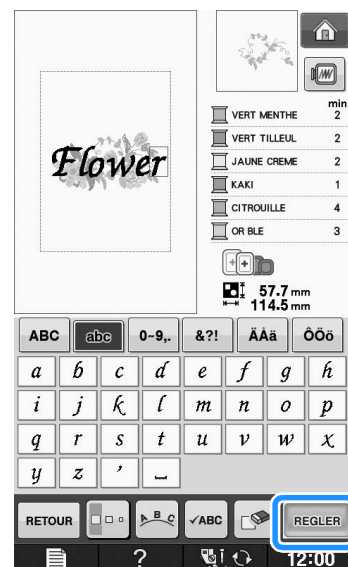 min
VERT MENTHE 2
VERT TILLEUL 2
JAUNE CREME 2
KAKI 1
CITROUILLE 4
OR BLE 3
Flower
57.7 mm
114.5 mm
ABC abc 0~9,. &?! ÄÅä ÔÖö
a b c d e f g h
i j k l m n o p
q r s t u v w x
y z ’ ⎵
RETOUR ABC ✓ABC REGLER
? 12:00